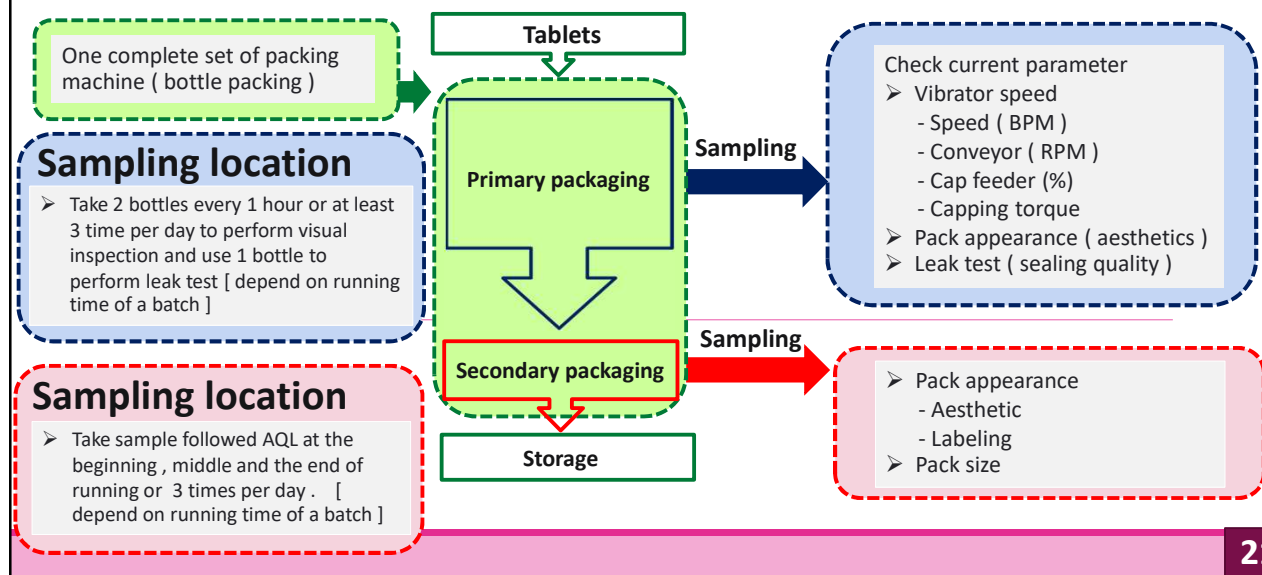 One complete set of packing
machine ( bottle packing )
Tablets
Sampling location
➢ Take 2 bottles every 1 hour or at least
3 time per day to perform visual
inspection and use 1 bottle to
perform leak test [ depend on running
time of a batch ]
Primary packaging
Sampling
Check current parameter
➢ Vibrator speed
- Speed ( BPM )
- Conveyor ( RPM )
- Cap feeder (%)
- Capping torque
➢ Pack appearance ( aesthetics )
➢ Leak test ( sealing quality )
Sampling location
➢ Take sample followed AQL at the
beginning , middle and the end of
running or 3 times per day . [
depend on running time of a batch ]
Secondary packaging
Sampling
➢ Pack appearance
- Aesthetic
- Labeling
➢ Pack size
Storage